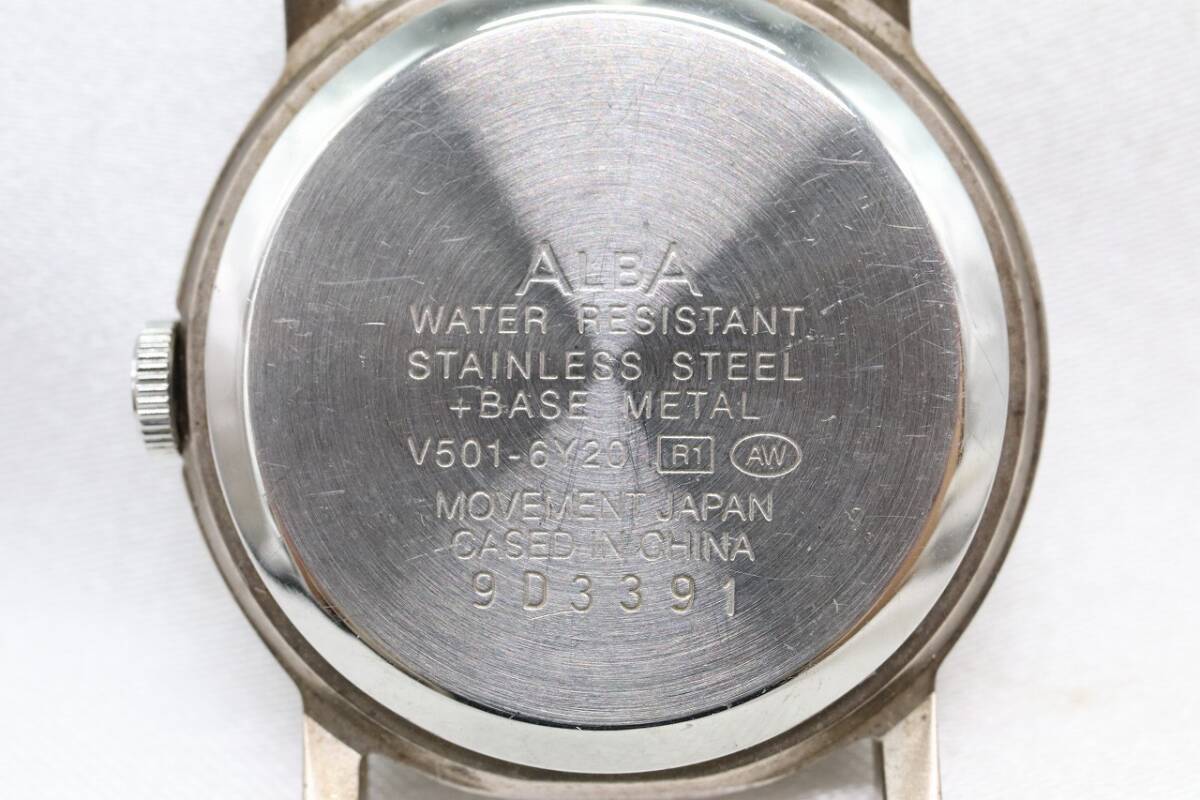 ALBA
WATER RESISTANT
STAINLESS STEEL
+BASE METAL
V501-6Y20 R1 AW
MOVEMENT JAPAN
CASED IN CHINA
9D3391